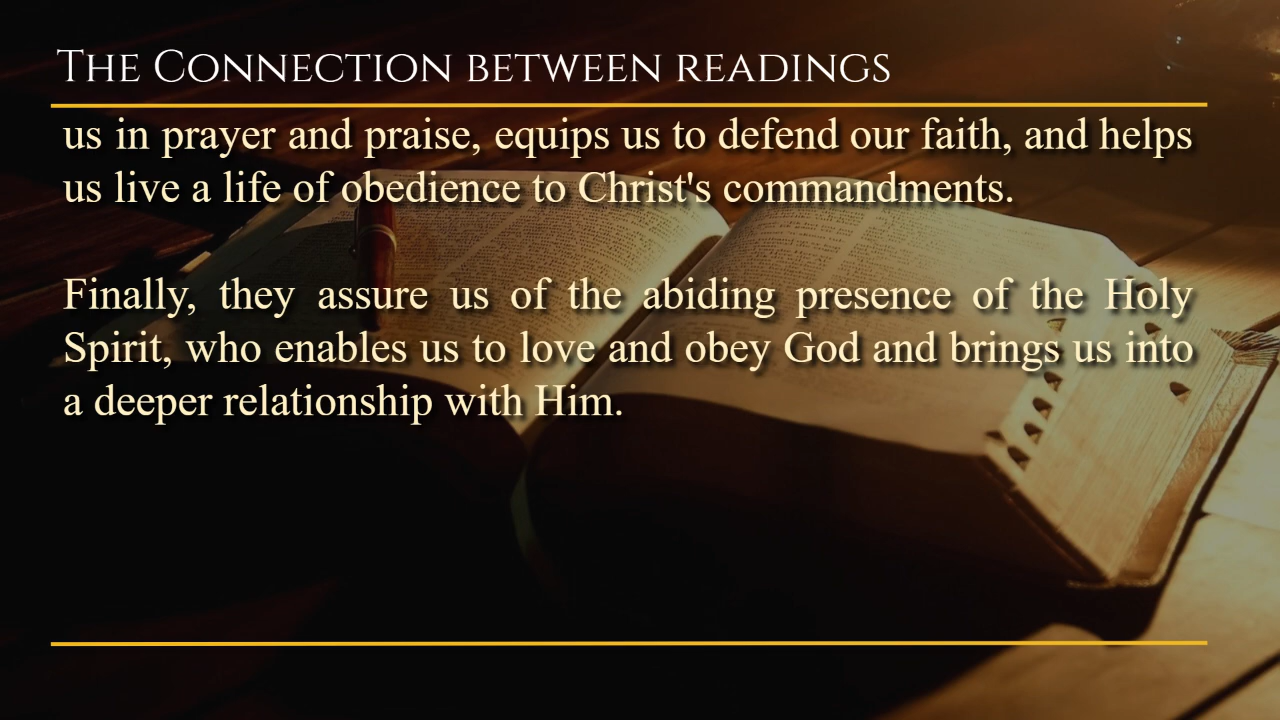 The Connection between readings
us in prayer and praise, equips us to defend our faith, and helps
us live a life of obedience to Christ's commandments.
Finally, they assure us of the abiding presence of the Holy
Spirit, who enables us to love and obey God and brings us into
a deeper relationship with Him.